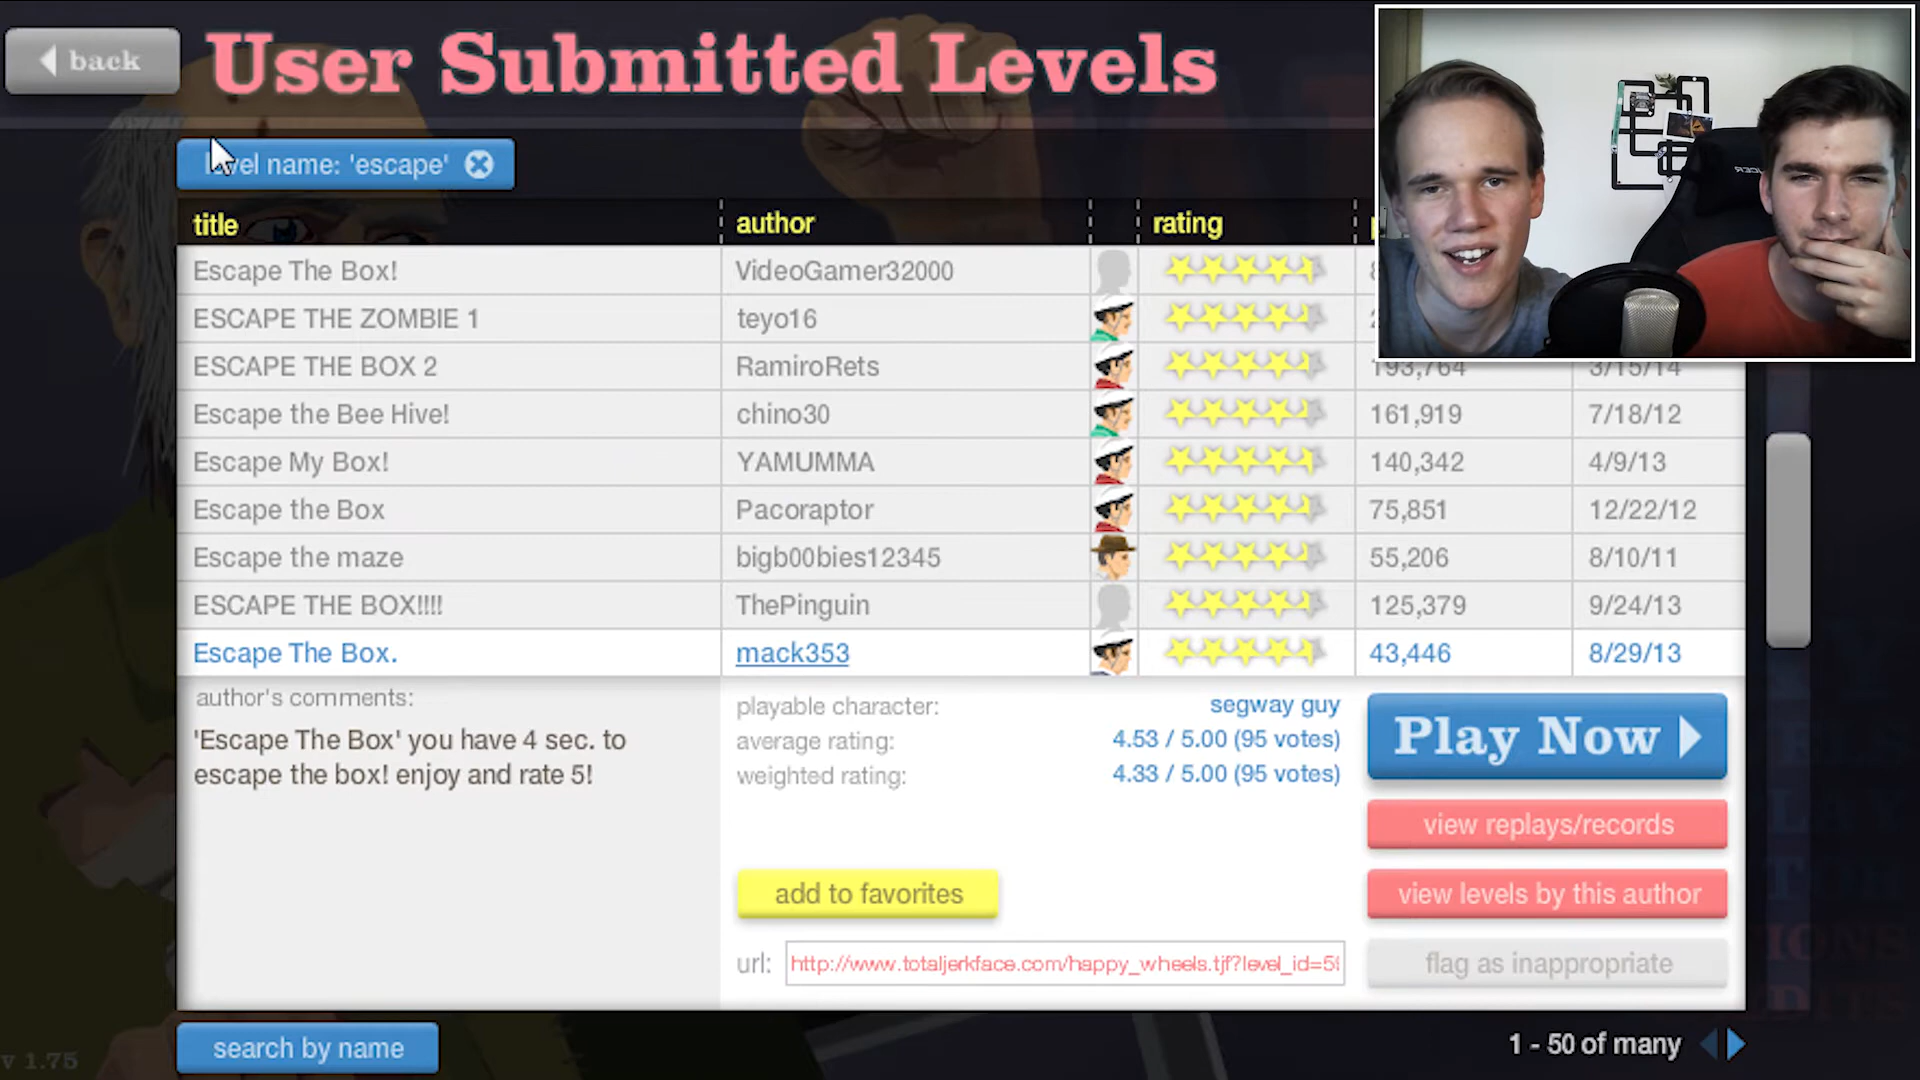 back
User Submitted Levels
level name: 'escape'
title author rating
Escape The Box! VideoGamer32000
ESCAPE THE ZOMBIE 1 teyo16
ESCAPE THE BOX 2 RamiroRets 193,764 3/15/14
Escape the Bee Hive! chino30 161,919 7/18/12
Escape My Box! YAMUMMA 140,342 4/9/13
Escape the Box Pacoraptor 75,851 12/22/12
Escape the maze bigb00bies12345 55,206 8/10/11
ESCAPE THE BOX!!!! ThePinguin 125,379 9/24/13
Escape The Box. mack353 43,446 8/29/13
author's comments:
'Escape The Box' you have 4 sec. to
escape the box! enjoy and rate 5!
playable character: segway guy
average rating: 4.53 / 5.00 (95 votes)
weighted rating: 4.33 / 5.00 (95 votes)
add to favorites
url: http://www.totaljerkface.com/happy_wheels.tjf?level_id=5
Play Now
view replays/records
view levels by this author
flag as inappropriate
search by name
1 - 50 of many
v 1.75